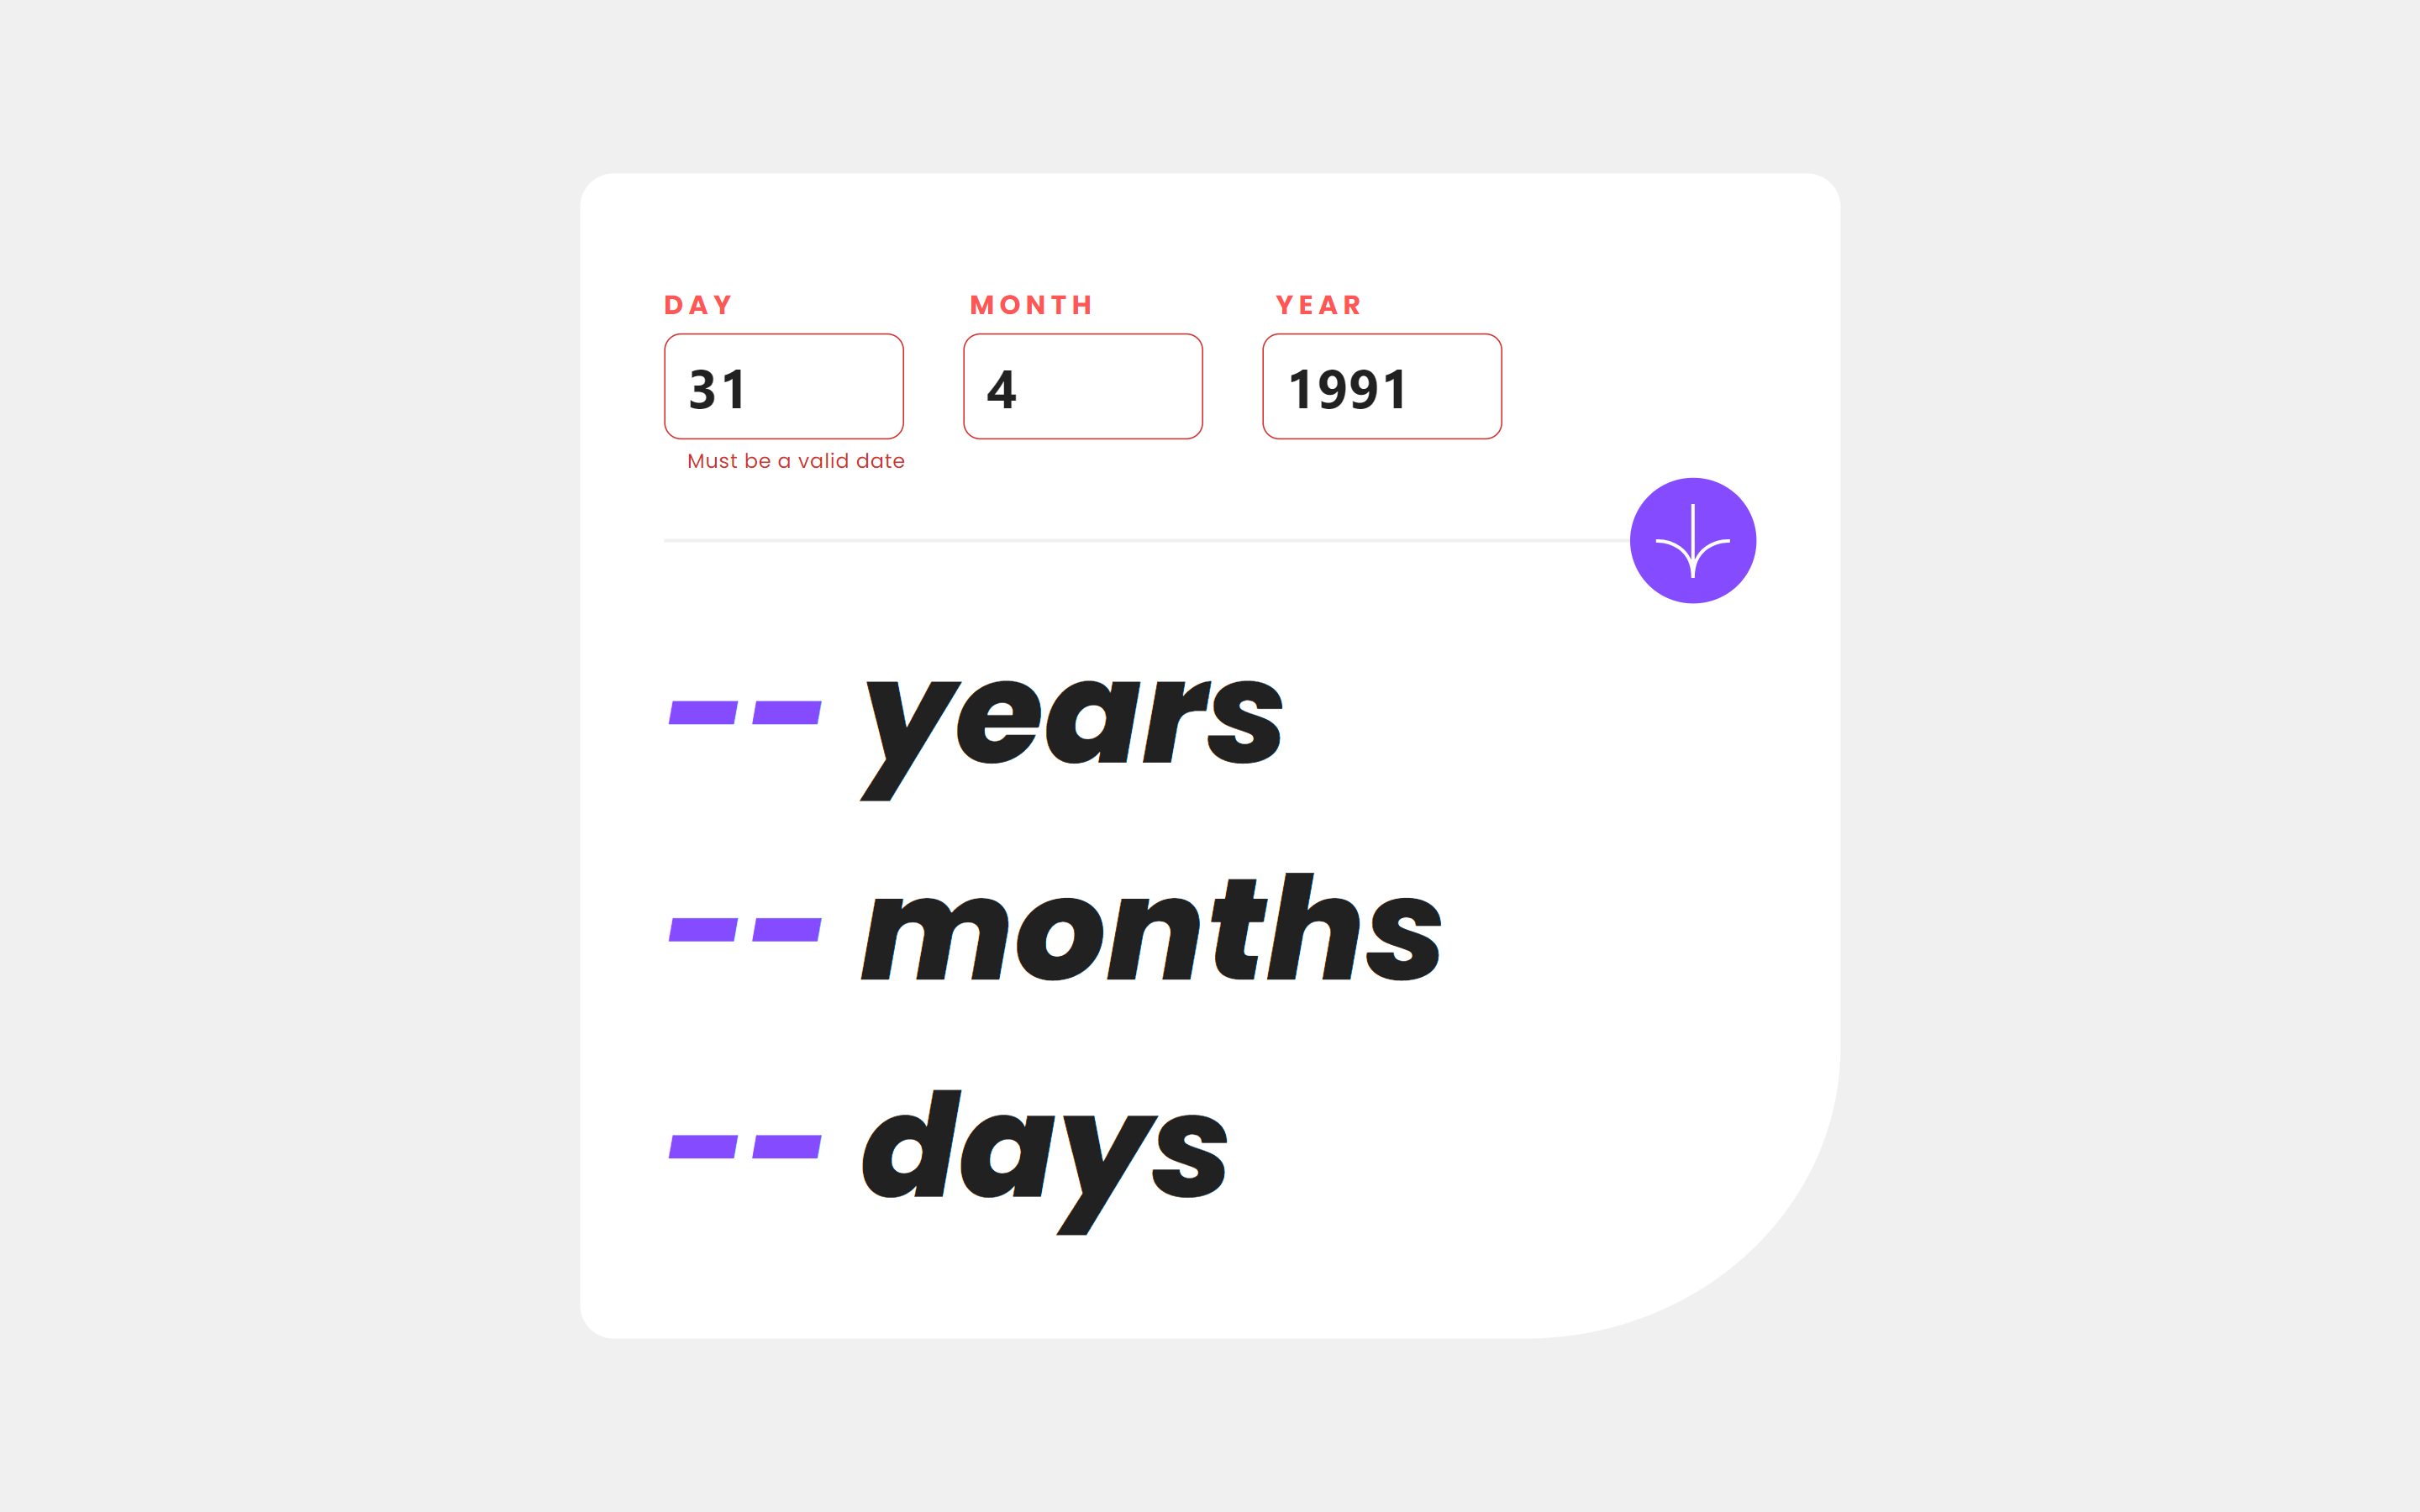 DAY MONTH YEAR
31 4 1991
Must be a valid date
-- years
-- months
-- days